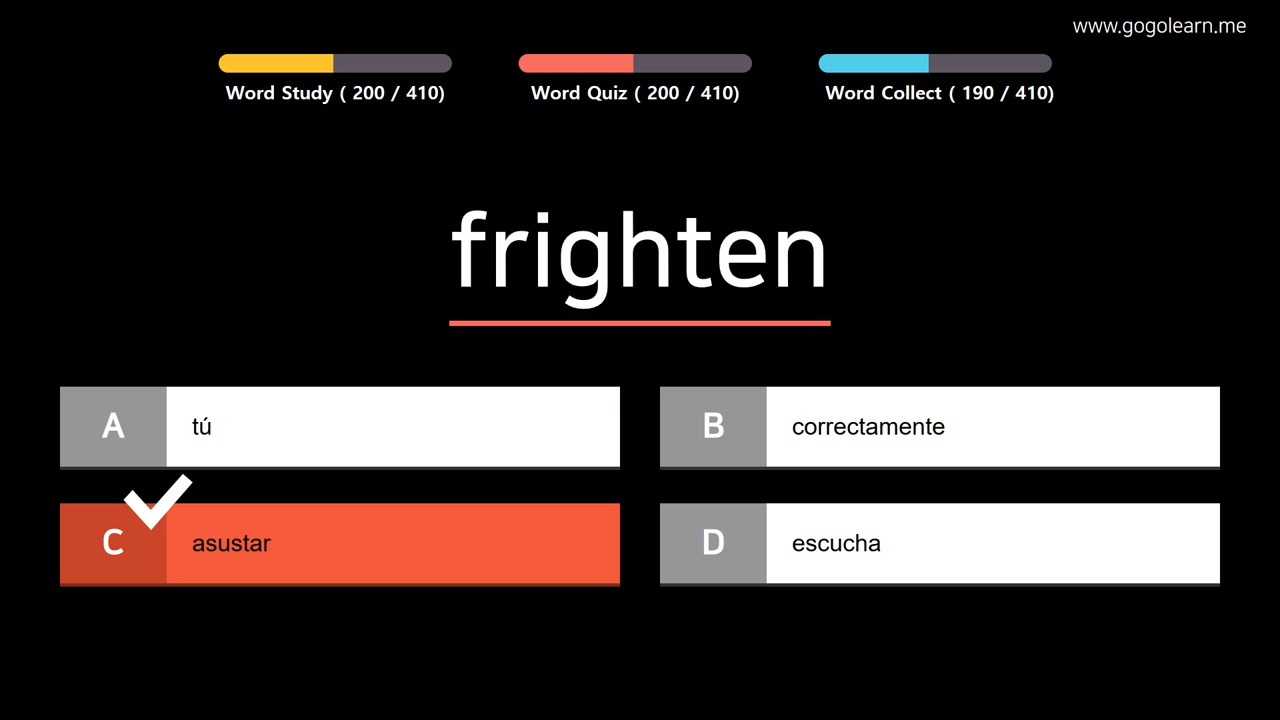 www.gogolearn.me
Word Study ( 200 / 410)
Word Quiz ( 200 / 410)
Word Collect ( 190 / 410)
frighten
A
tú
B
correctamente
C
asustar
D
escucha